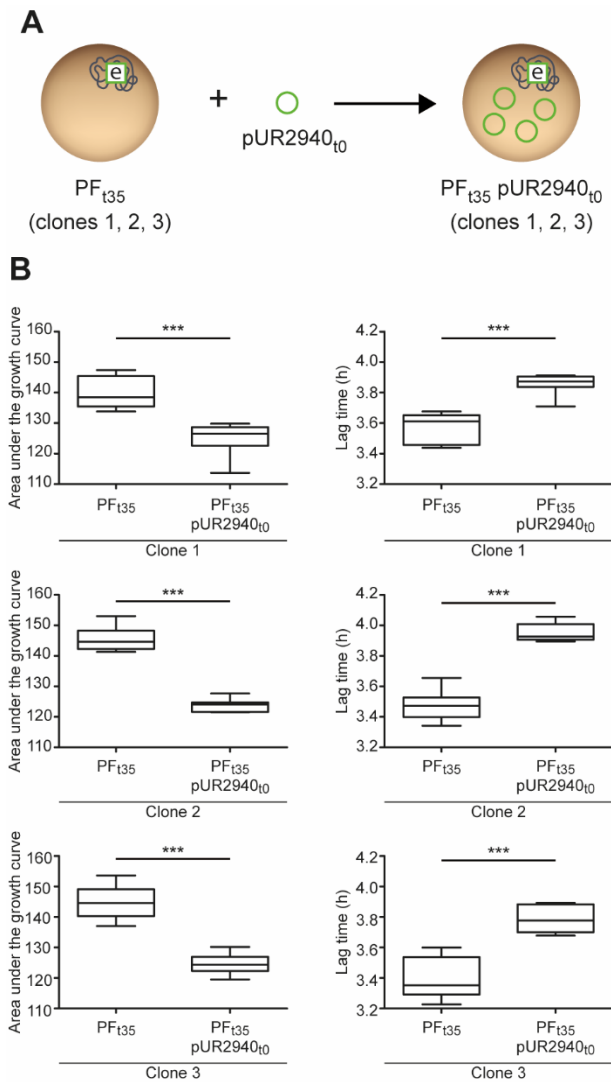 A
e
+
pUR2940t0
e
PFt35
(clones 1, 2, 3)
PFt35 pUR2940t0
(clones 1, 2, 3)
B
Area under the growth curve
160
150
140
130
120
110
***
PFt35
PFt35
pUR2940t0
Clone 1
Lag time (h)
4.2
4.0
3.8
3.6
3.4
3.2
***
PFt35
PFt35
pUR2940t0
Clone 1
Area under the growth curve
160
150
140
130
120
110
***
PFt35
PFt35
pUR2940t0
Clone 2
Lag time (h)
4.2
4.0
3.8
3.6
3.4
3.2
***
PFt35
PFt35
pUR2940t0
Clone 2
Area under the growth curve
160
150
140
130
120
110
***
PFt35
PFt35
pUR2940t0
Clone 3
Lag time (h)
4.2
4.0
3.8
3.6
3.4
3.2
***
PFt35
PFt35
pUR2940t0
Clone 3